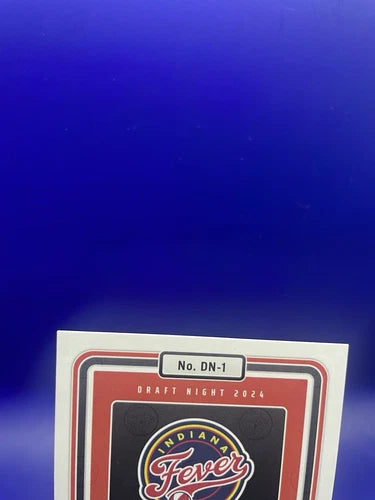 No. DN-1
DRAFT NIGHT 2024
INDIANA
Fever